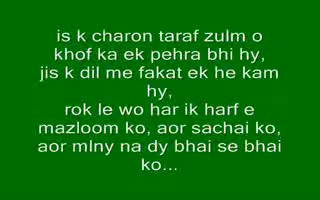 is k charon taraf zulm o
khof ka ek pehra bhi hy,
jis k dil me fakat ek he kam
hy,
rok le wo har ik harf e
mazloom ko, aor sachai ko,
aor mlny na dy bhai se bhai
ko...